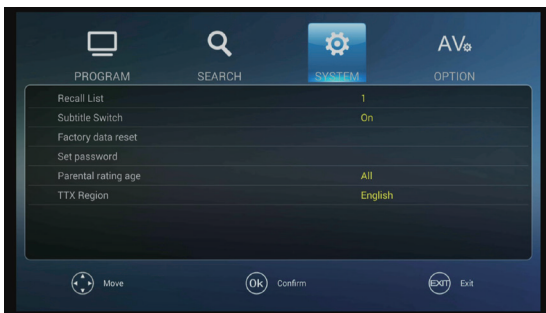 PROGRAM SEARCH SYSTEM AV OPTION
Recall List 1
Subtitle Switch On
Factory data reset
Set password
Parental rating age All
TTX Region English
Move Ok Confirm EXIT Exit